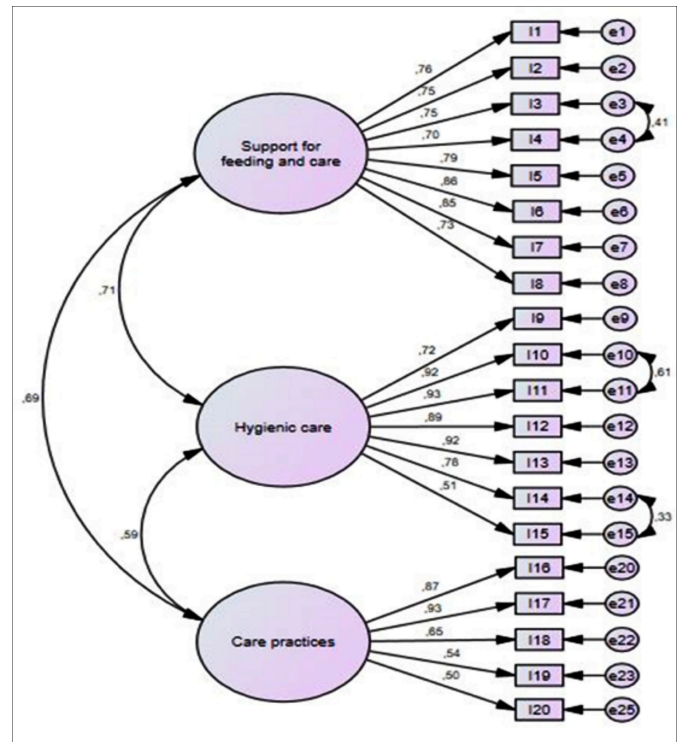 I1 e1
,76
I2 e2
,75
I3 e3
,75
,41
I4 e4
,70
Support for
feeding and care
I5 e5
,79
I6 e6
,86
I7 e7
,85
I8 e8
,73
,71
I9 e9
,72
I10 e10
,92
,61
I11 e11
,93
,69
I12 e12
,89
Hygienic care
I13 e13
,92
I14 e14
,78
,33
I15 e15
,51
,59
I16 e20
,87
I17 e21
,93
I18 e22
,65
Care practices
I19 e23
,54
I20 e25
,50